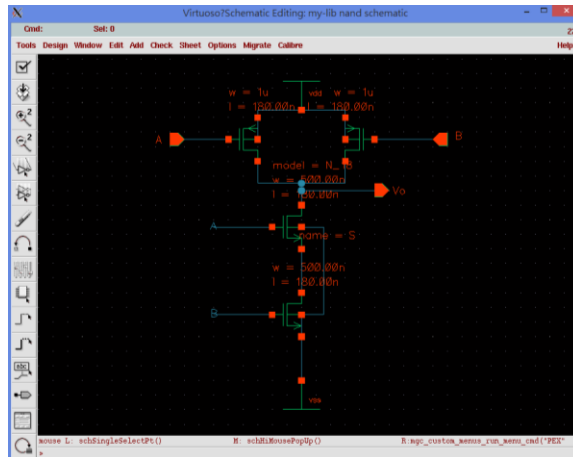 Virtuoso?Schematic Editing: my-lib nand schematic
Cmd: Sel: 0
Tools Design Window Edit Add Check Sheet Options Migrate Calibre Help
w = 1u
l = 180.00n
vdd
w = 1u
l = 180.00n
A
B
model = N_18
w = 500.00n
l = 180.00n
Vo
A
name = S
w = 500.00n
l = 180.00n
B
vss
mouse L: schSingleSelectPt() M: schHiMousePopUp() R:mgc_custom_menus_run_menu_cmd("PEX"
>